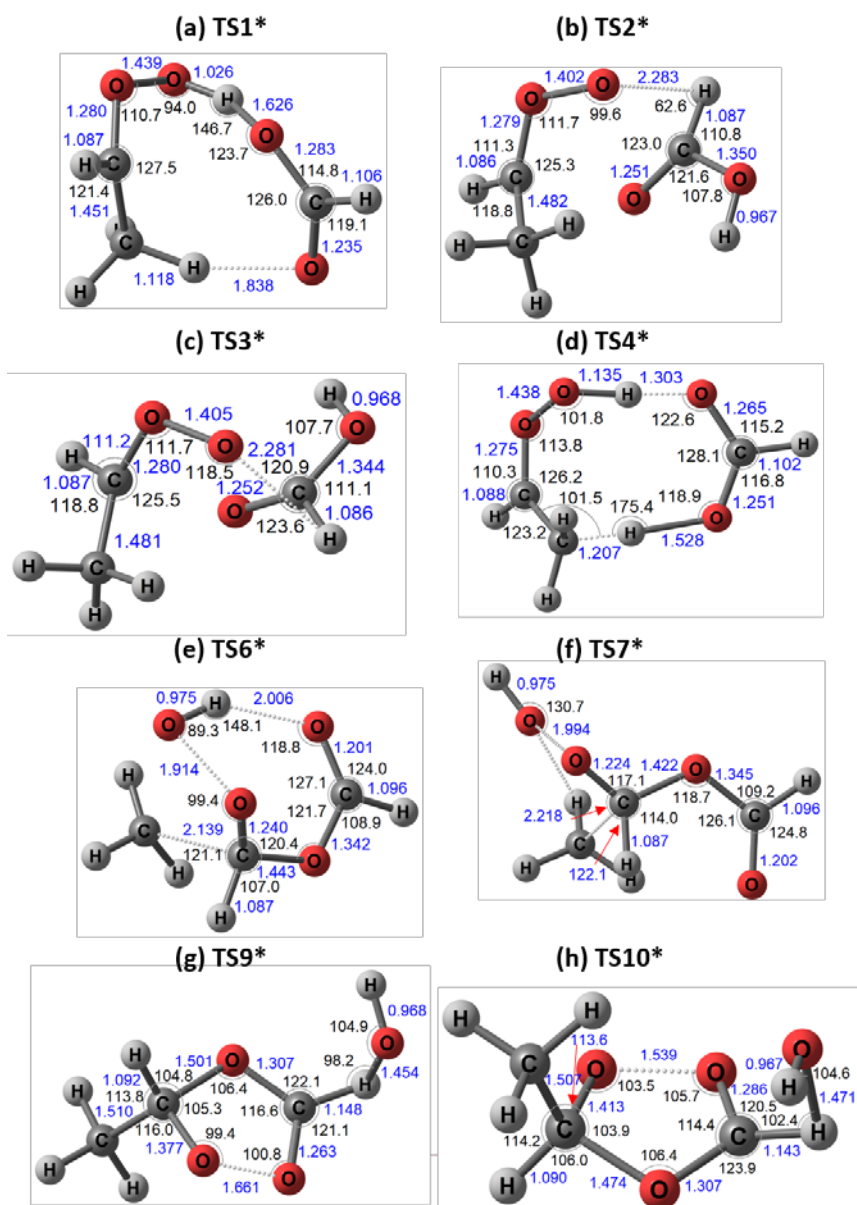 (a) TS1*
1.439
O O 1.026
H 1.626
1.280 110.7 94.0
146.7 O
1.087 123.7 1.283
H C 127.5 114.8 1.106
121.4 126.0 C H
1.451 119.1
H 1.235
C
H H O
1.118 1.838
(b) TS2*
1.402 O 2.283
O 99.6 62.6 H
1.279 111.7 1.087
111.3 123.0 C 110.8
1.086 C 125.3 1.251 121.6 1.350
H O O
118.8 1.482 107.8
H C H H 0.967
H
(c) TS3*
H 0.968
1.405 107.7 O
O
111.2 111.7 O 2.281
H 1.280 118.5 120.9 1.344
1.087 C 1.252 C 111.1
118.8 125.5 O 123.6 1.086
1.481 H
H C H
H
(d) TS4*
1.135 1.303
1.438 O H O
101.8 122.6 1.265
O 113.8 115.2
1.275 128.1 C H
110.3 126.2 1.102
1.088 C 101.5 175.4 118.9 116.8
H H 1.251
123.2 C H O
1.207 1.528
H
(e) TS6*
0.975 H 2.006
O 89.3 148.1 O
118.8 1.201
1.914 127.1 124.0
99.4 O C 1.096
C 2.139 1.240 121.7 H
H 120.4 108.9
121.1 C O 1.342
H 1.443
107.0
H 1.087
(f) TS7*
H 0.975
O 130.7
1.994
O 1.224 1.422 O 1.345
117.1 H
H C 118.7 109.2
2.218 114.0 126.1 C 1.096
C 1.087 124.8
H H 1.202
122.1 H O
(g) TS9*
H
0.968
104.9
H 1.501 O 1.307 O
1.092 104.8 98.2
113.8 106.4 122.1 H 1.454
H 1.510 C 105.3 116.6 C 1.148
C 116.0 99.4 121.1
1.377 100.8 1.263
H H O O
1.661
(h) TS10*
H H
113.6
1.539 O
C O O 0.967 104.6
1.507 103.5 105.7 1.286 H
H 1.413 120.5 1.471
114.2 C 103.9 114.4 C 102.4 H
106.0 106.4 1.143
H 123.9
1.090 1.474 O 1.307